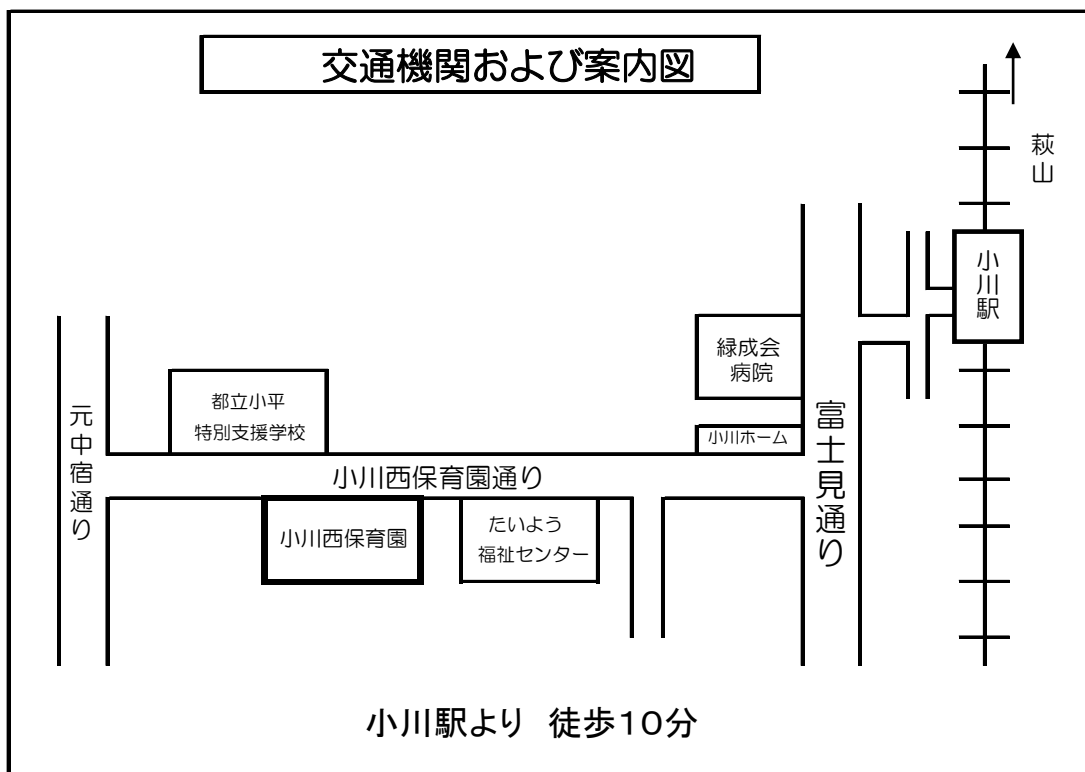 交通機関および案内図
萩山
小川駅
緑成会
病院
都立小平
特別支援学校
元中宿通り
小川ホーム
富士見通り
小川西保育園通り
小川西保育園
たいよう
福祉センター
小川駅より 徒歩10分